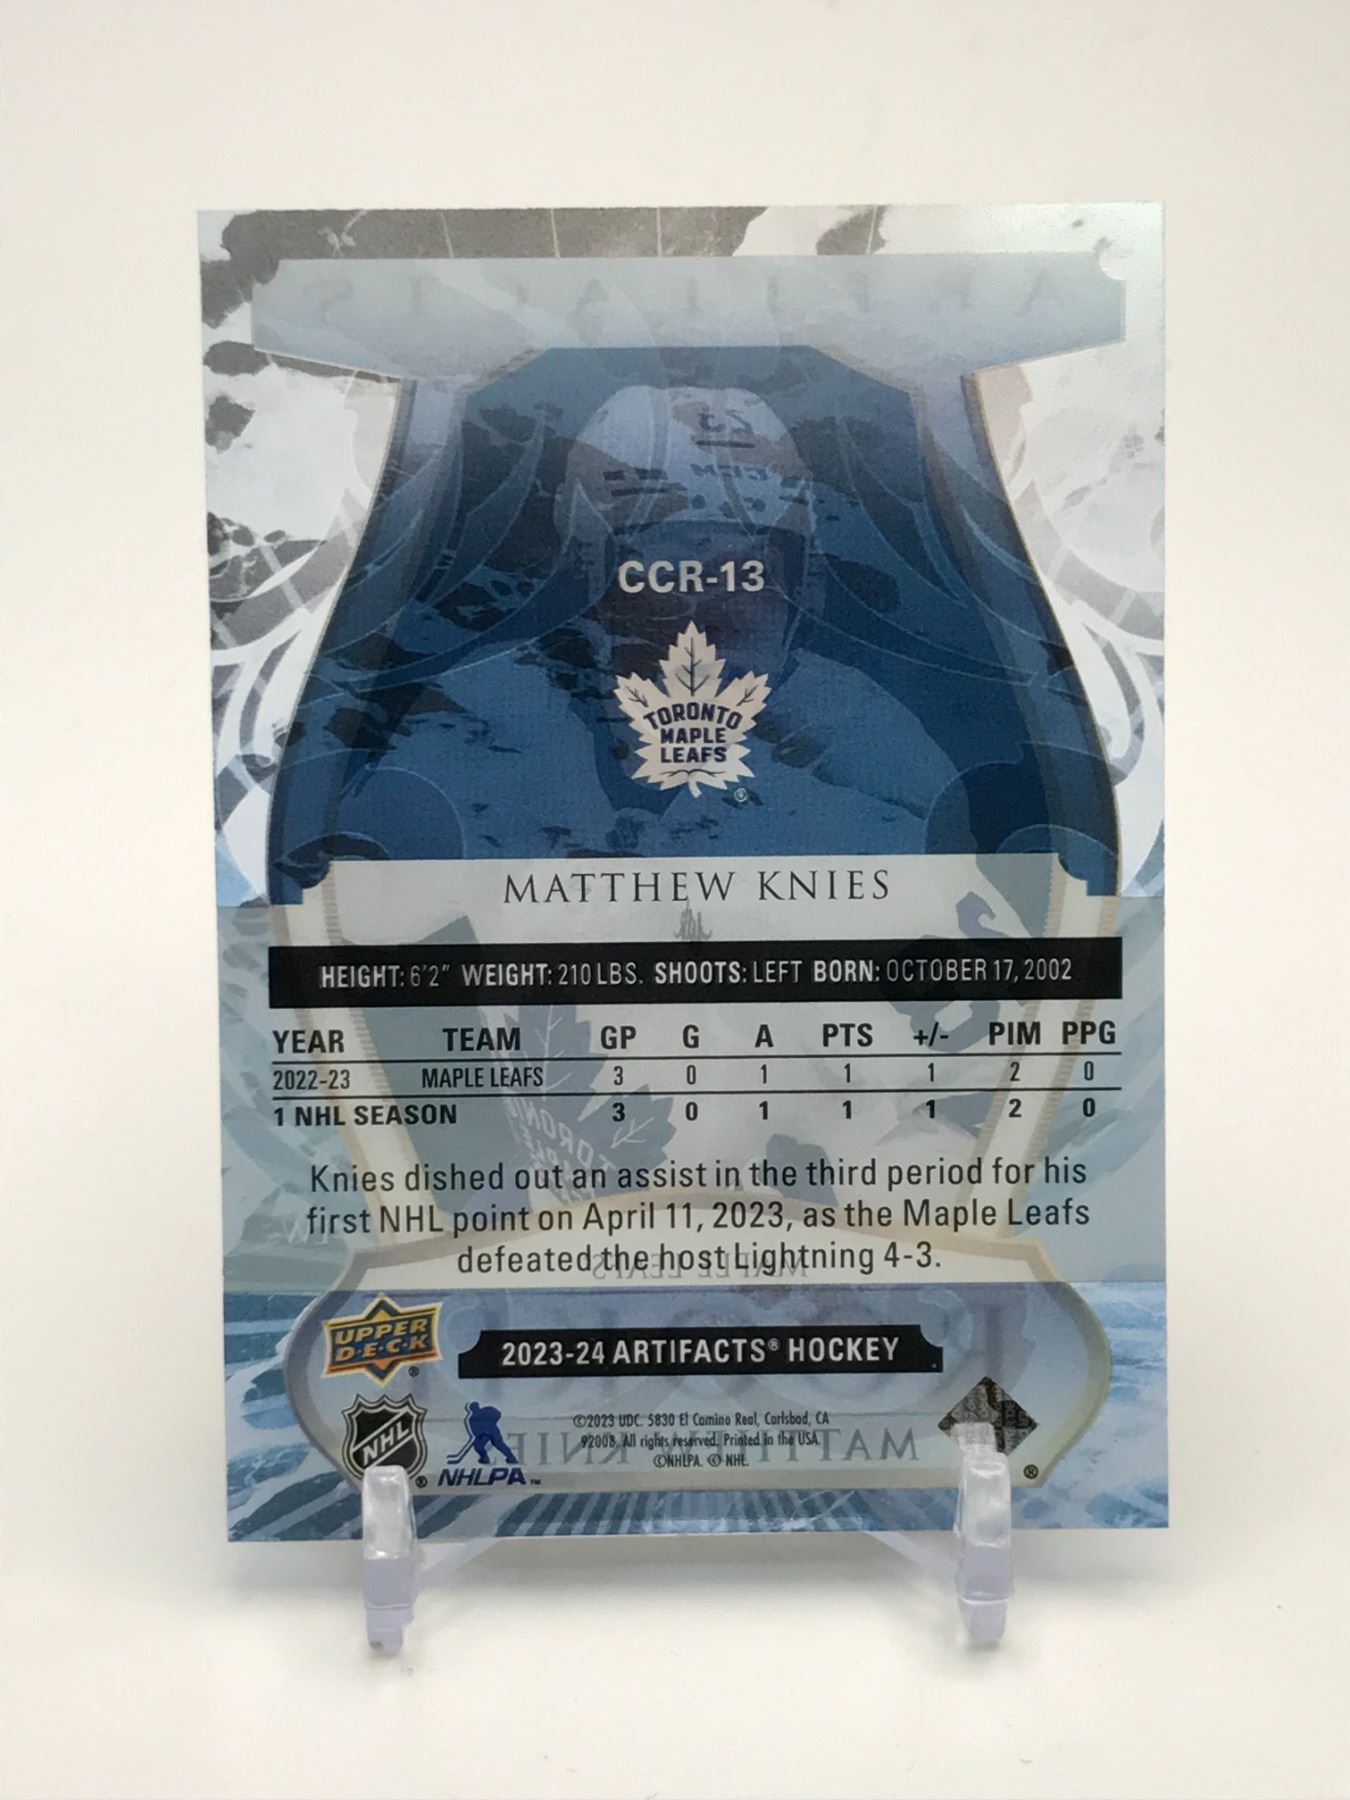 CCR-13
TORONTO
MAPLE
LEAFS
®
MATTHEW KNIES
HEIGHT: 6'2" WEIGHT: 210 LBS. SHOOTS: LEFT BORN: OCTOBER 17, 2002
YEAR TEAM GP G A PTS +/- PIM PPG
2022-23 MAPLE LEAFS 3 0 1 1 1 2 0
1 NHL SEASON 3 0 1 1 1 2 0
Knies dished out an assist in the third period for his
first NHL point on April 11, 2023, as the Maple Leafs
defeated the host Lightning 4-3.
UPPER
D·E·C·K
®
2023-24 ARTIFACTS® HOCKEY
NHL ®
NHLPA ™
©2023 UDC. 5830 El Camino Real, Carlsbad, CA
92008. All rights reserved. Printed in the USA.
©NHLPA. © NHL.
®